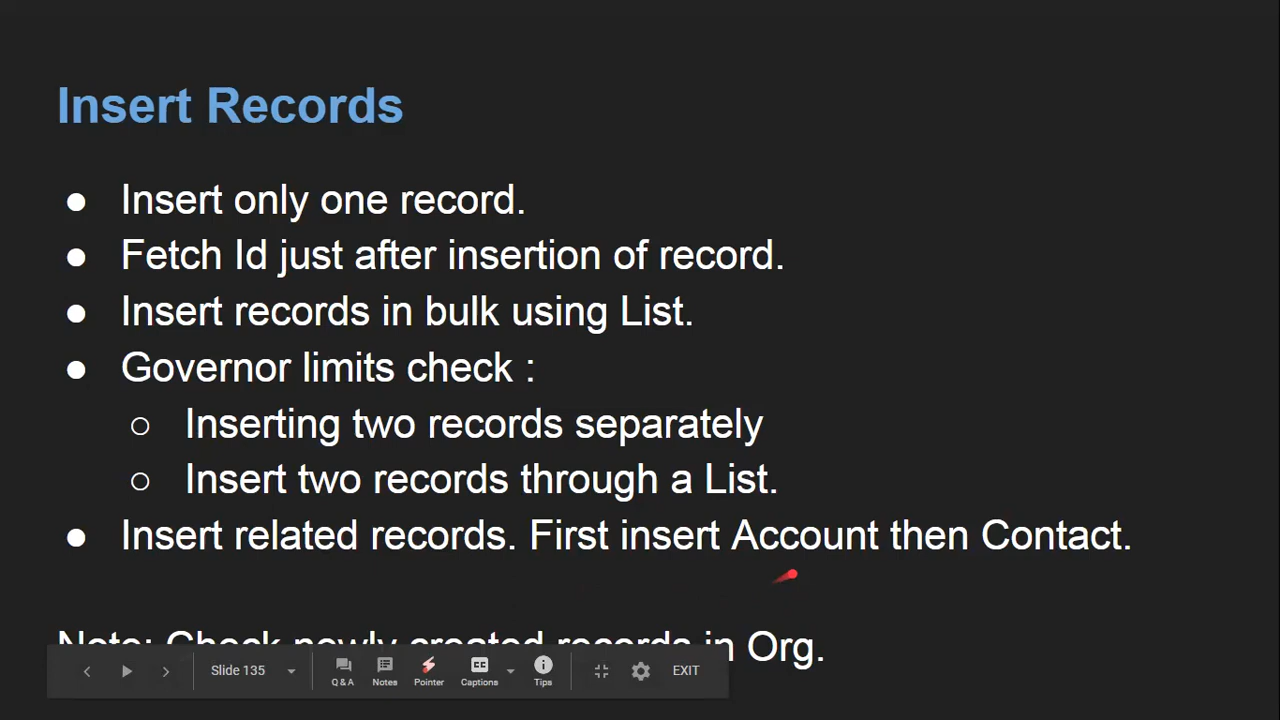 Insert Records
● Insert only one record.
● Fetch Id just after insertion of record.
● Insert records in bulk using List.
● Governor limits check :
○ Inserting two records separately
○ Insert two records through a List.
● Insert related records. First insert Account then Contact.
Note: Check newly created records in Org.
Slide 135
Q & A
Notes
Pointer
CC
Captions
Tips
EXIT